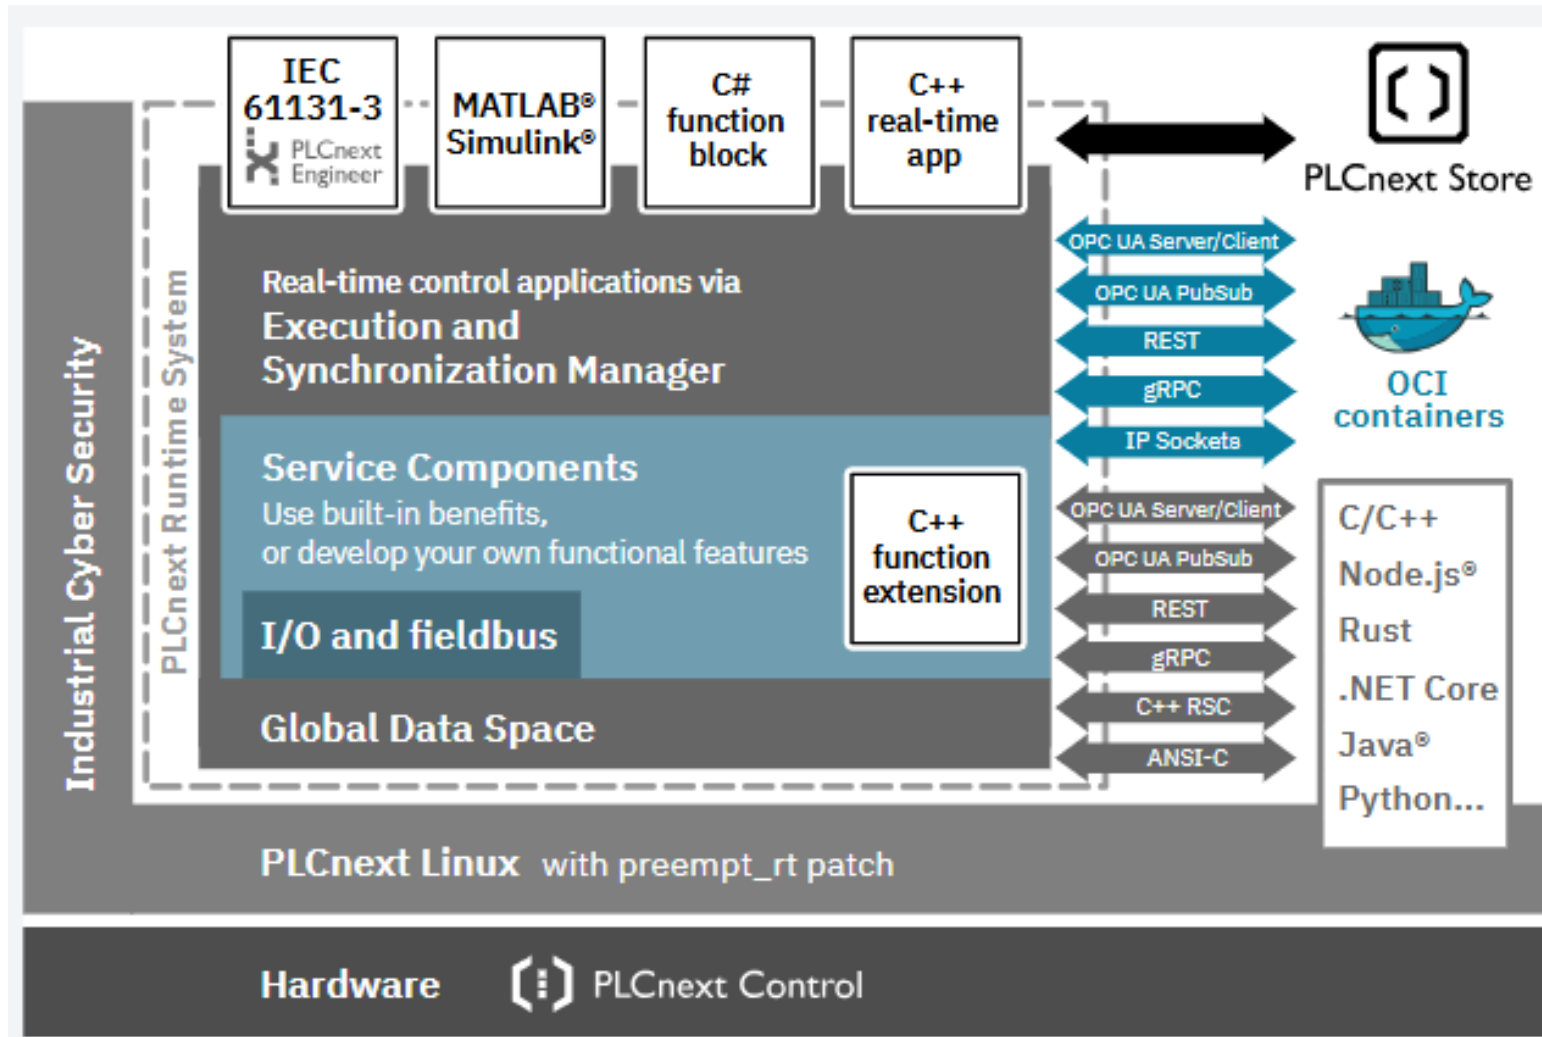 IEC
61131-3
PLCnext
Engineer
MATLAB®
Simulink®
C#
function
block
C++
real-time
app
PLCnext Store
Industrial Cyber Security
PLCnext Runtime System
Real-time control applications via
Execution and
Synchronization Manager
Service Components
Use built-in benefits,
or develop your own functional features
C++
function
extension
I/O and fieldbus
Global Data Space
OPC UA Server/Client
OPC UA PubSub
REST
gRPC
IP Sockets
OCI
containers
OPC UA Server/Client
OPC UA PubSub
REST
gRPC
C++ RSC
ANSI-C
C/C++
Node.js®
Rust
.NET Core
Java®
Python...
PLCnext Linux with preempt_rt patch
Hardware PLCnext Control